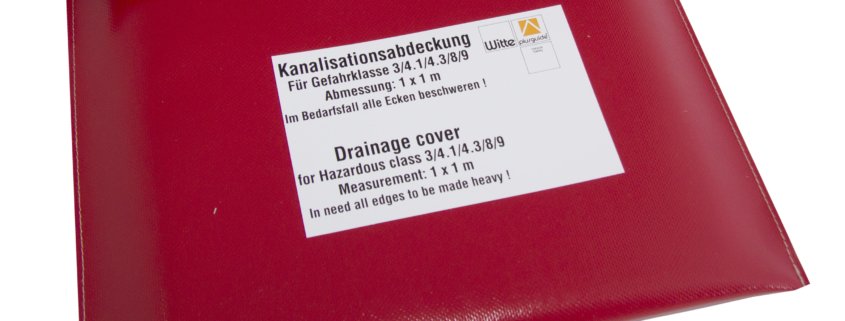 Kanalisationsabdeckung
Für Gefahrklasse 3/4.1/4.3/8/9
Abmessung: 1 x 1 m
Im Bedarfsfall alle Ecken beschweren !
Witte
plusguide
Drainage cover
for Hazardous class 3/4.1/4.3/8/9
Measurement: 1 x 1 m
In need all edges to be made heavy !